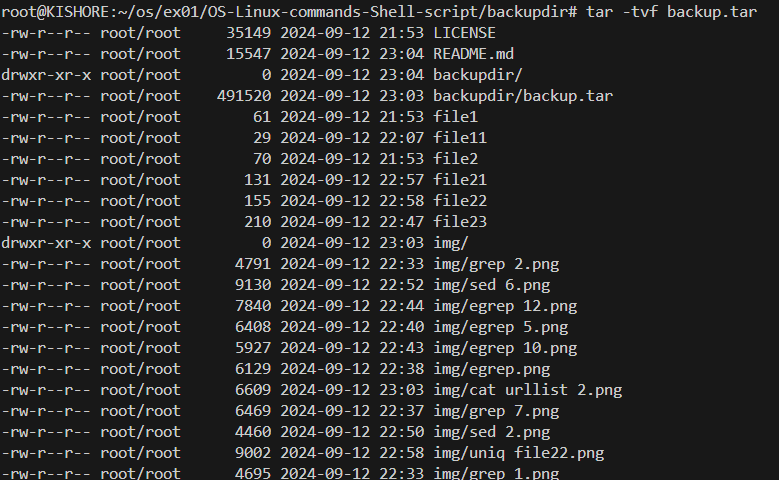 root@KISHORE:~/os/ex01/OS-Linux-commands-Shell-script/backupdir# tar -tvf backup.tar
-rw-r--r-- root/root     35149 2024-09-12 21:53 LICENSE
-rw-r--r-- root/root     15547 2024-09-12 23:04 README.md
drwxr-xr-x root/root         0 2024-09-12 23:04 backupdir/
-rw-r--r-- root/root    491520 2024-09-12 23:03 backupdir/backup.tar
-rw-r--r-- root/root        61 2024-09-12 21:53 file1
-rw-r--r-- root/root        29 2024-09-12 22:07 file11
-rw-r--r-- root/root        70 2024-09-12 21:53 file2
-rw-r--r-- root/root       131 2024-09-12 22:57 file21
-rw-r--r-- root/root       155 2024-09-12 22:58 file22
-rw-r--r-- root/root       210 2024-09-12 22:47 file23
drwxr-xr-x root/root         0 2024-09-12 23:03 img/
-rw-r--r-- root/root      4791 2024-09-12 22:33 img/grep 2.png
-rw-r--r-- root/root      9130 2024-09-12 22:52 img/sed 6.png
-rw-r--r-- root/root      7840 2024-09-12 22:44 img/egrep 12.png
-rw-r--r-- root/root      6408 2024-09-12 22:40 img/egrep 5.png
-rw-r--r-- root/root      5927 2024-09-12 22:43 img/egrep 10.png
-rw-r--r-- root/root      6129 2024-09-12 22:38 img/egrep.png
-rw-r--r-- root/root      6609 2024-09-12 23:03 img/cat urllist 2.png
-rw-r--r-- root/root      6469 2024-09-12 22:37 img/grep 7.png
-rw-r--r-- root/root      4460 2024-09-12 22:50 img/sed 2.png
-rw-r--r-- root/root      9002 2024-09-12 22:58 img/uniq file22.png
-rw-r--r-- root/root      4695 2024-09-12 22:33 img/grep 1.png